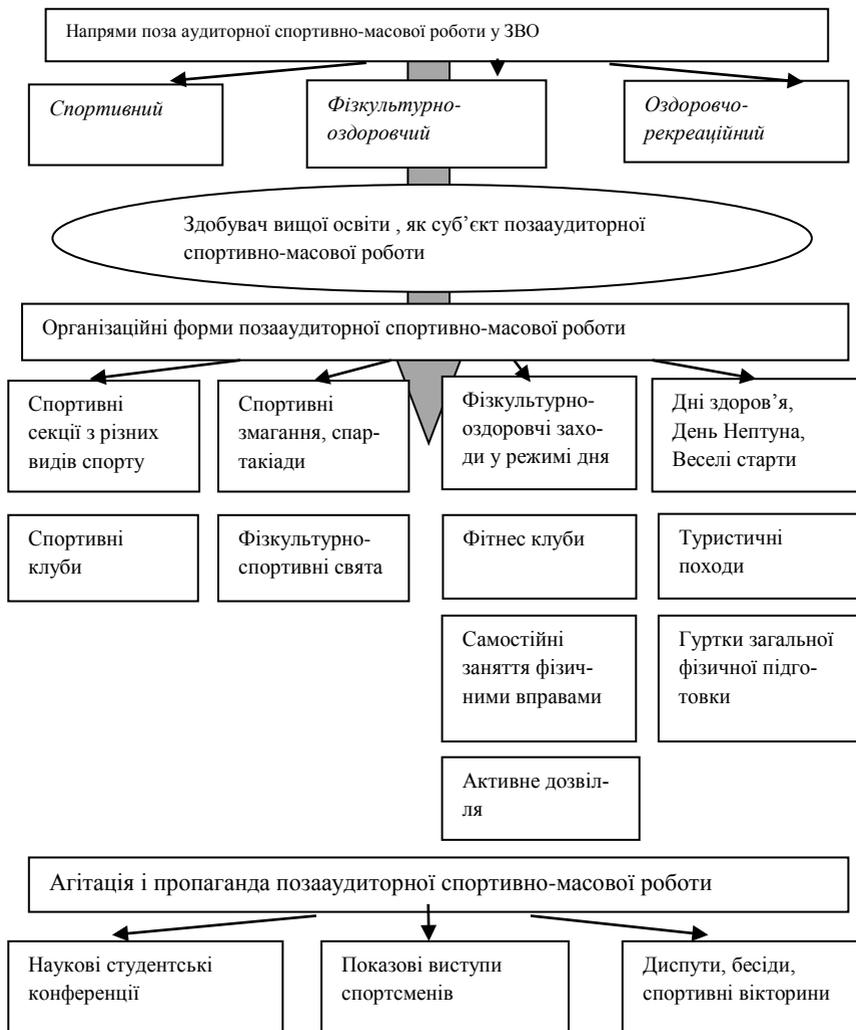 Напрями поза аудиторної спортивно-масової роботи у ЗВО
Спортивний
Фізкультурно-
оздоровчий
Оздоровчо-
рекреаційний
Здобувач вищої освіти , як суб’єкт позааудиторної
спортивно-масової роботи
Організаційні форми позааудиторної спортивно-масової роботи
Спортивні
секції з різних
видів спорту
Спортивні
змагання, спар-
такіади
Фізкультурно-
оздоровчі захо-
ди у режимі дня
Дні здоров’я,
День Нептуна,
Веселі старти
Спортивні
клуби
Фізкультурно-
спортивні свята
Фітнес клуби
Туристичні
походи
Самостійні
заняття фізич-
ними вправами
Гуртки загальної
фізичної підго-
товки
Активне дозвіл-
ля
Агітація і пропаганда позааудиторної спортивно-масової роботи
Наукові студентські
конференції
Показові виступи
спортсменів
Диспути, бесіди,
спортивні вікторини